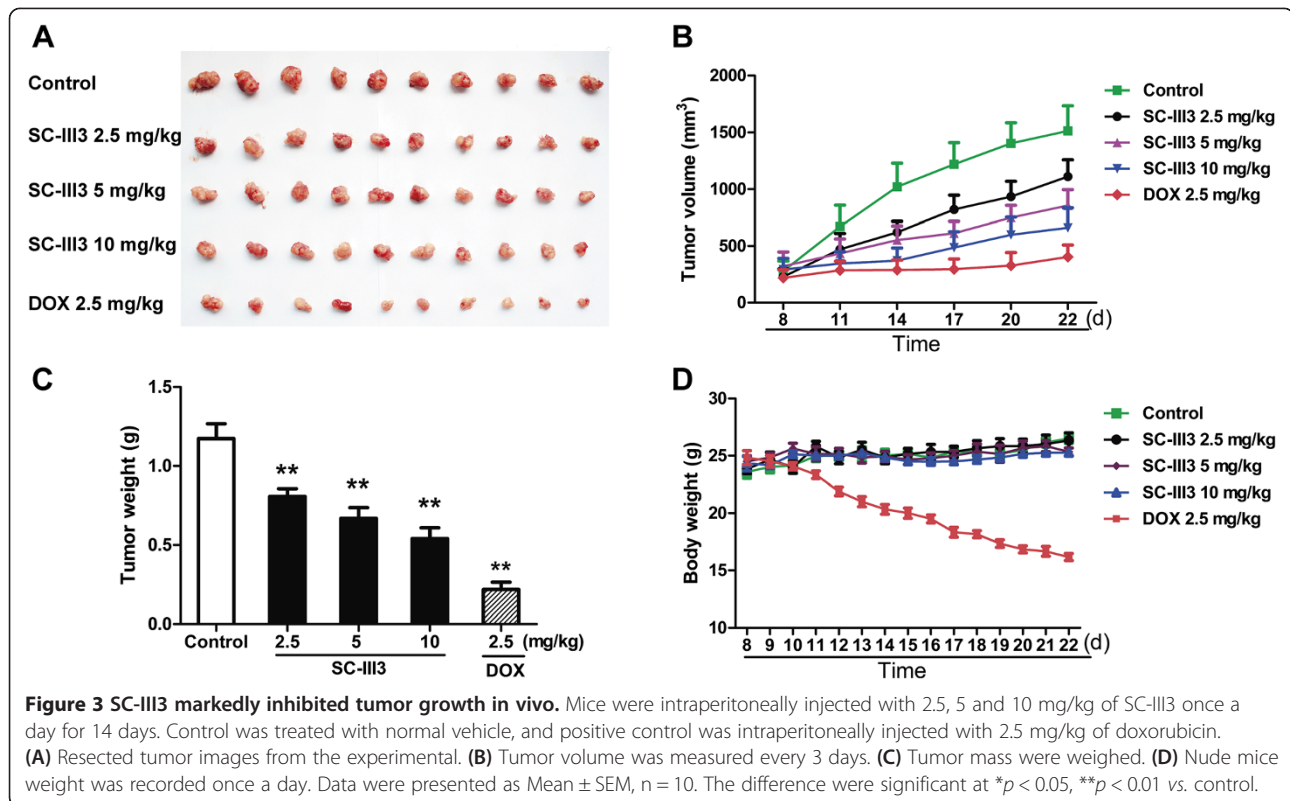 A
Control
SC-III3 2.5 mg/kg
SC-III3 5 mg/kg
SC-III3 10 mg/kg
DOX 2.5 mg/kg
B
Tumor volume (mm³)
2000
1500
1000
500
0
8 11 14 17 20 22 (d)
Time
Control
SC-III3 2.5 mg/kg
SC-III3 5 mg/kg
SC-III3 10 mg/kg
DOX 2.5 mg/kg
C
Tumor weight (g)
1.5
1.0
0.5
0.0
** ** ** **
Control 2.5 5 10 2.5 (mg/kg)
SC-III3 DOX
D
Body weight (g)
30
25
20
15
10
8 9 10 11 12 13 14 15 16 17 18 19 20 21 22 (d)
Time
Control
SC-III3 2.5 mg/kg
SC-III3 5 mg/kg
SC-III3 10 mg/kg
DOX 2.5 mg/kg
Figure 3 SC-III3 markedly inhibited tumor growth in vivo. Mice were intraperitoneally injected with 2.5, 5 and 10 mg/kg of SC-III3 once a
day for 14 days. Control was treated with normal vehicle, and positive control was intraperitoneally injected with 2.5 mg/kg of doxorubicin.
(A) Resected tumor images from the experimental. (B) Tumor volume was measured every 3 days. (C) Tumor mass were weighed. (D) Nude mice
weight was recorded once a day. Data were presented as Mean ± SEM, n = 10. The difference were significant at *p < 0.05, **p < 0.01 vs. control.